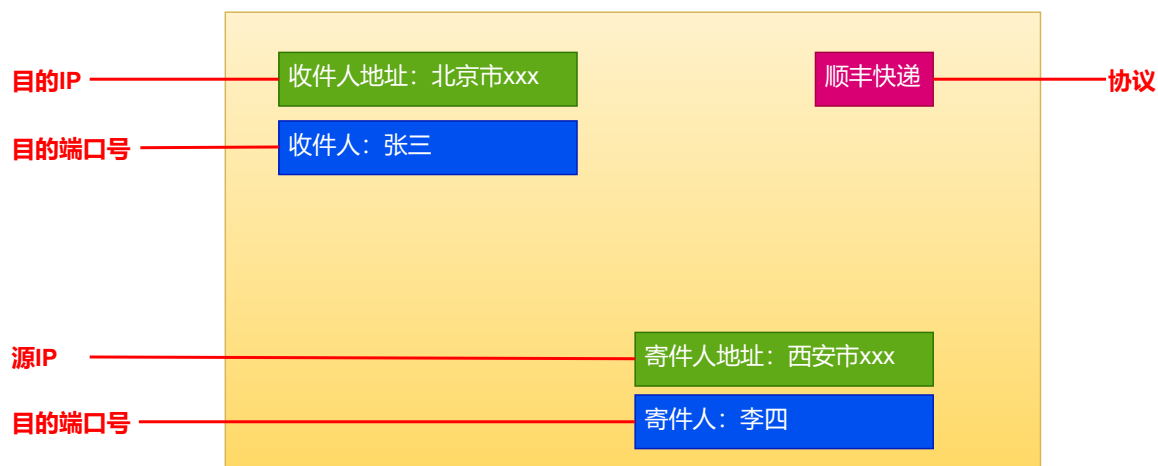 目的IP
收件人地址：北京市xxx
顺丰快递
协议
目的端口号
收件人：张三
源IP
寄件人地址：西安市xxx
目的端口号
寄件人：李四